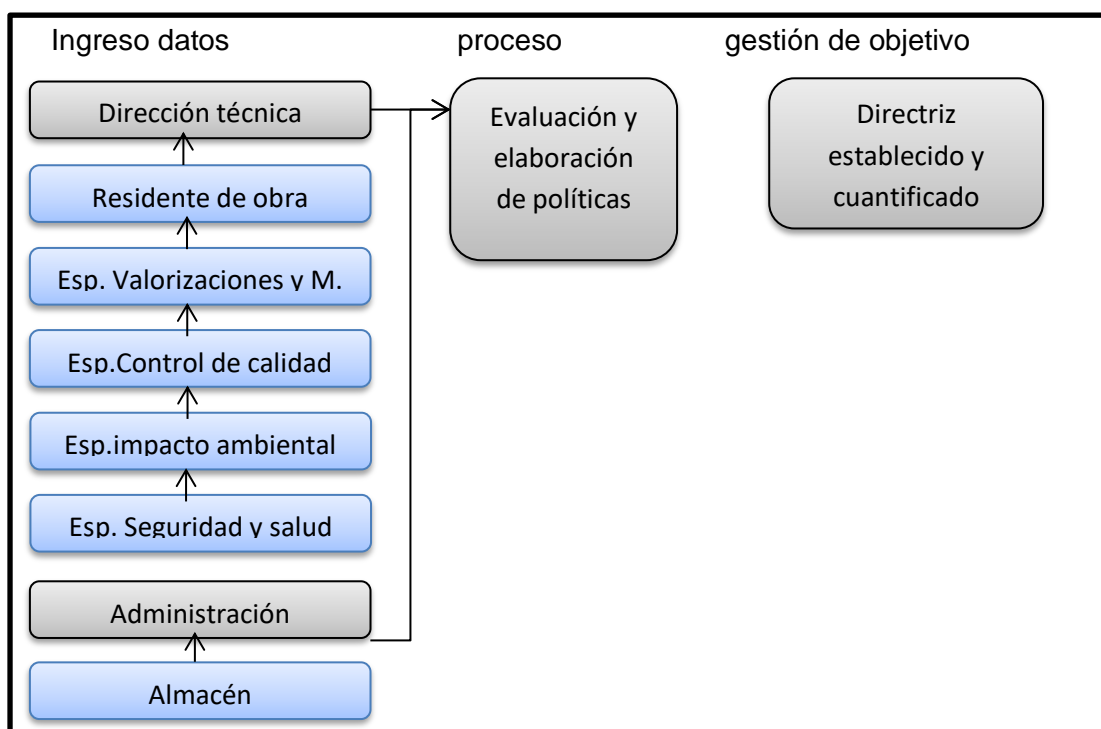 Ingreso datos
proceso
gestión de objetivo
Dirección técnica
Residente de obra
Esp. Valorizaciones y M.
Esp.Control de calidad
Esp.impacto ambiental
Esp. Seguridad y salud
Administración
Almacén
Evaluación y
elaboración
de políticas
Directriz
establecido y
cuantificado